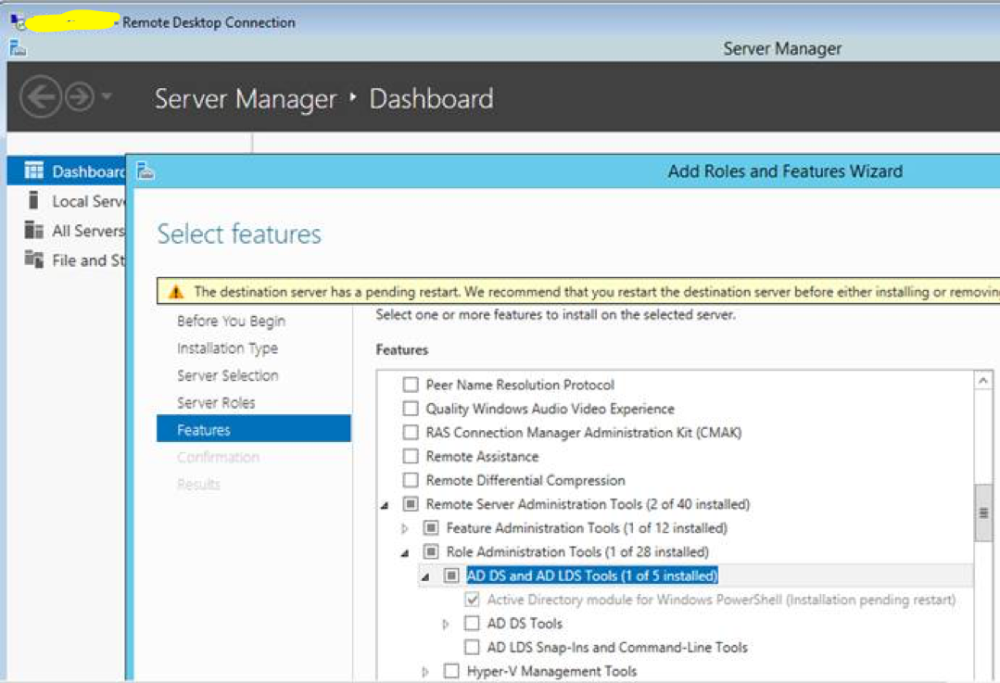 - Remote Desktop Connection
Server Manager
Server Manager ‣ Dashboard
Dashboard
Add Roles and Features Wizard
Local Serv
All Servers
File and St
Select features
The destination server has a pending restart. We recommend that you restart the destination server before either installing or removing
Before You Begin
Installation Type
Server Selection
Server Roles
Features
Confirmation
Results
Select one or more features to install on the selected server.
Features
Peer Name Resolution Protocol
Quality Windows Audio Video Experience
RAS Connection Manager Administration Kit (CMAK)
Remote Assistance
Remote Differential Compression
Remote Server Administration Tools (2 of 40 installed)
Feature Administration Tools (1 of 12 installed)
Role Administration Tools (1 of 28 installed)
AD DS and AD LDS Tools (1 of 5 installed)
Active Directory module for Windows PowerShell (Installation pending restart)
AD DS Tools
AD LDS Snap-Ins and Command-Line Tools
Hyper-V Management Tools